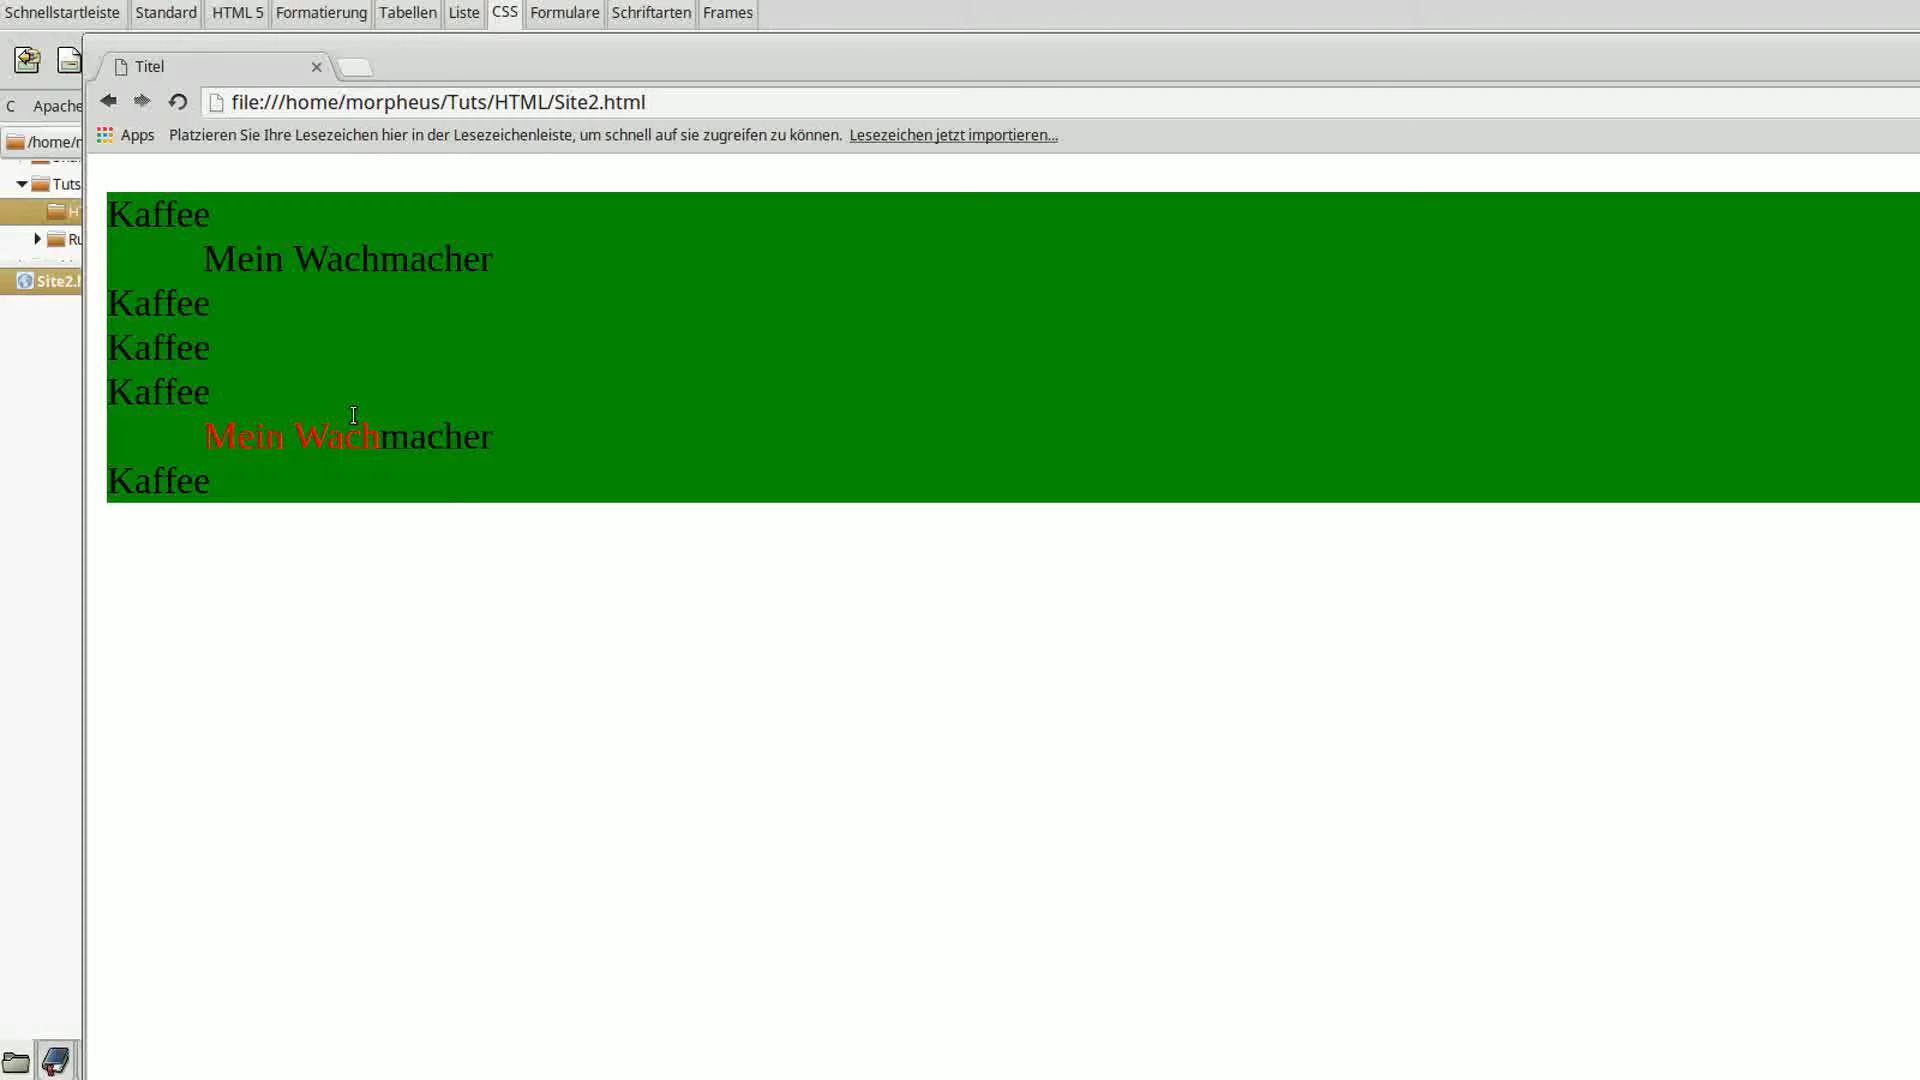 Schnellstartleiste Standard HTML 5 Formatierung Tabellen Liste CSS Formulare Schriftarten Frames
Titel
C Apache
file:///home/morpheus/Tuts/HTML/Site2.html
Apps Platzieren Sie Ihre Lesezeichen hier in der Lesezeichenleiste, um schnell auf sie zugreifen zu können. Lesezeichen jetzt importieren...
/home/
Tuts
Kaffee
Mein Wachmacher
Kaffee
Kaffee
Kaffee
Mein Wachmacher
Kaffee
Site2.